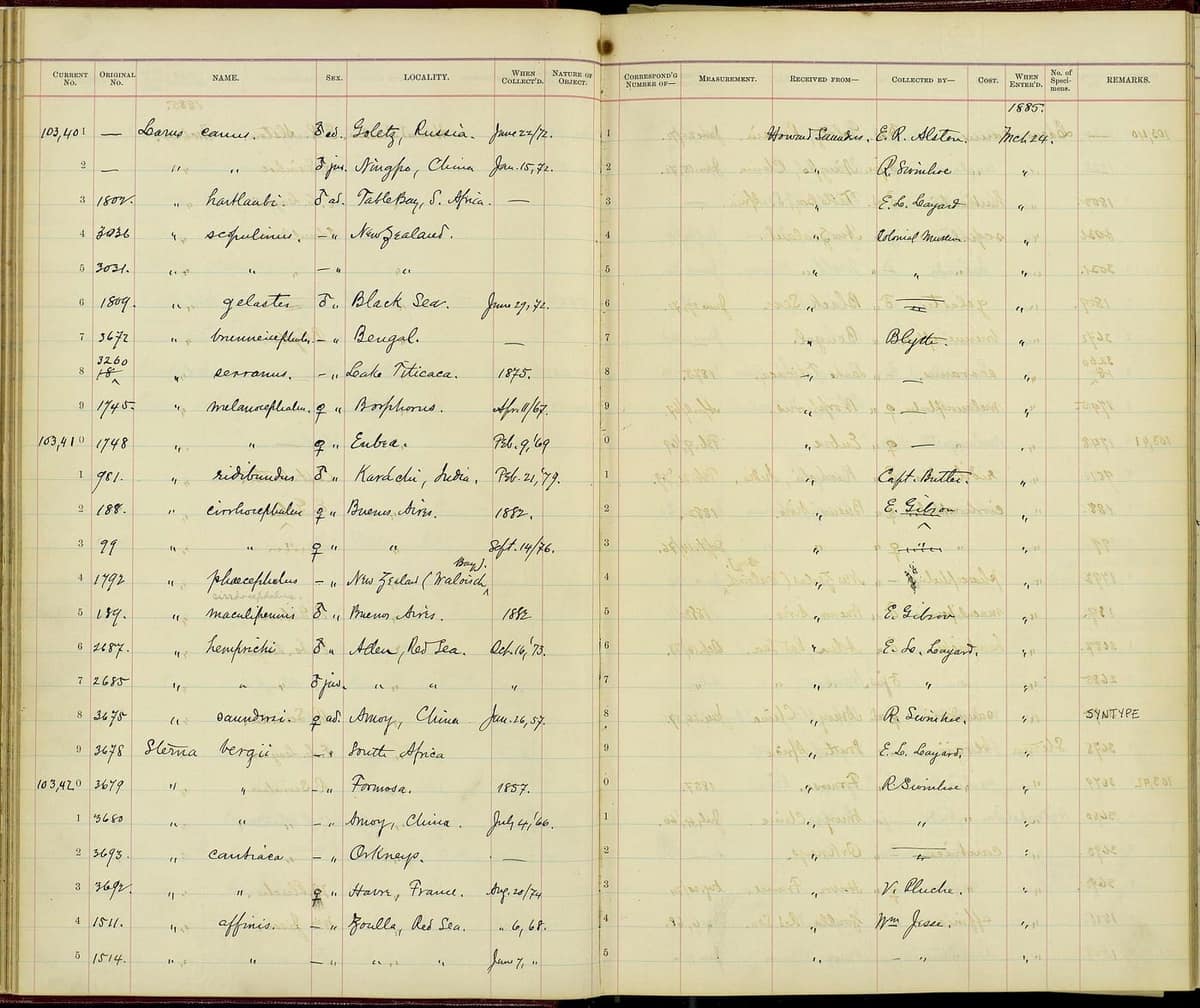 CURRENT No. ORIGINAL No. NAME. SEX. LOCALITY. WHEN COLLECT'D. NATURE OF OBJECT. CORRESPOND'G NUMBER OF— MEASUREMENT. RECEIVED FROM— COLLECTED BY— COST. WHEN ENTER'D. No. of Speci-mens. REMARKS.
1885.
103,401 — Larus canus. ♂ ad. Goletz, Russia. June 22/72. 1 Howard Saunders. E. R. Alston. Mch 24.
2 — " " ♂ juv. Ningpo, China Jan. 15, 72. 2 " R. Swinhoe "
3 1802. " hartlaubi. ♂ ad. Table Bay, S. Africa. — 3 " E. L. Layard "
4 3036 " scopulinus. — " New Zealand. 4 " Colonial Museum "
5 3031. " " — " " 5 " " "
6 1809. " gelastes ♂ " Black Sea. June 29, 72. 6 " — "
7 3672 " brunneicephalus. — " Bengal. — 7 " Blyth. "
3260
8 18 " serranus. — " Lake Titicaca. 1875. 8 " — "
9 1745. " melanocephalus. ♀ " Bosphorus. Apr. 11/67. 9 " — "
103,410 1748 " " ♀ " Eubea. Feb. 9, '69 0 " — "
1 981. " ridibundus ♂ " Karachi, India. Feb. 21, '79. 1 " Capt. Butler. "
2 188. " cirrhocephalus ♀ " Buenos Aires. 1882. 2 " E. Gibson "
3 99 " " ♀ " " Sept. 14/76. 3 " "
Bay).
4 1792 " phaecephalus — " New Zealand (Walvisch 4 " "
5 189. " maculipennis ♂ " Buenos Aires. 1882 5 " E. Gibson "
6 2687. " hemprichi ♂ " Aden, Red Sea. Oct. 16, '73. 6 " E. L. Layard. "
7 2685 " " ♂ juv. " " " 7 " " "
8 3675 " saundersi. ♀ ad. Amoy, China Jan. 26, 57. 8 " R. Swinhoe. " SYNTYPE
9 3678 Sterna bergii — " South Africa 9 " E. L. Layard. "
103,420 3679 " " — " Formosa. 1857. 0 " R Swinhoe "
1 3680 " " — " Amoy, China. July 4, '66. 1 " " "
2 3693. " cantiaca — " Orkneys. — 2 " — "
3 3692. " " ♀ " Havre, France. Aug. 20/74 3 " V. Pluche. "
4 1511. " affinis. — " Zoulla, Red Sea. " 6, 68. 4 " Wm Jesse. "
5 1514. " " — " " " " June 7, " 5 " " "